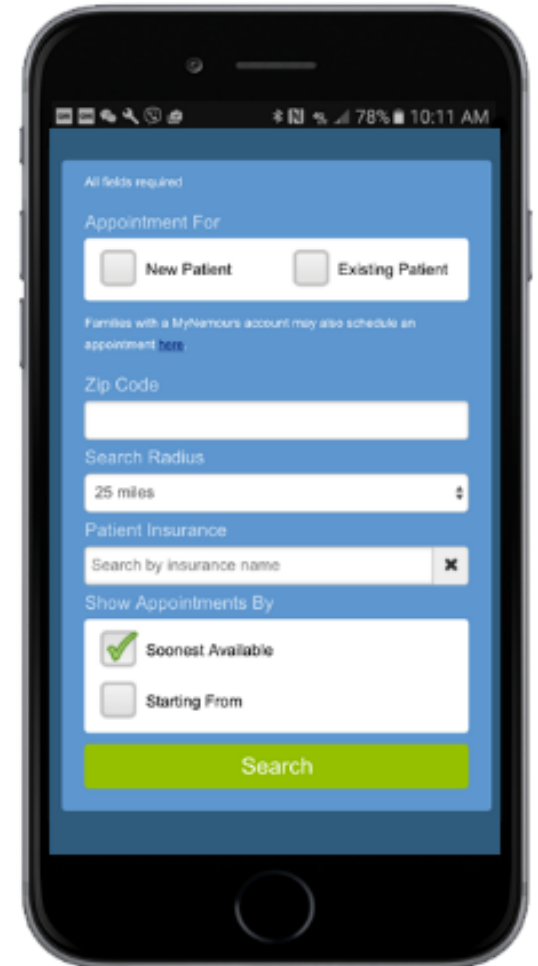 78% 10:11 AM
All fields required
Appointment For
New Patient Existing Patient
Families with a MyNemours account may also schedule an
appointment here.
Zip Code
Search Radius
25 miles
Patient Insurance
Search by insurance name
Show Appointments By
Soonest Available
Starting From
Search